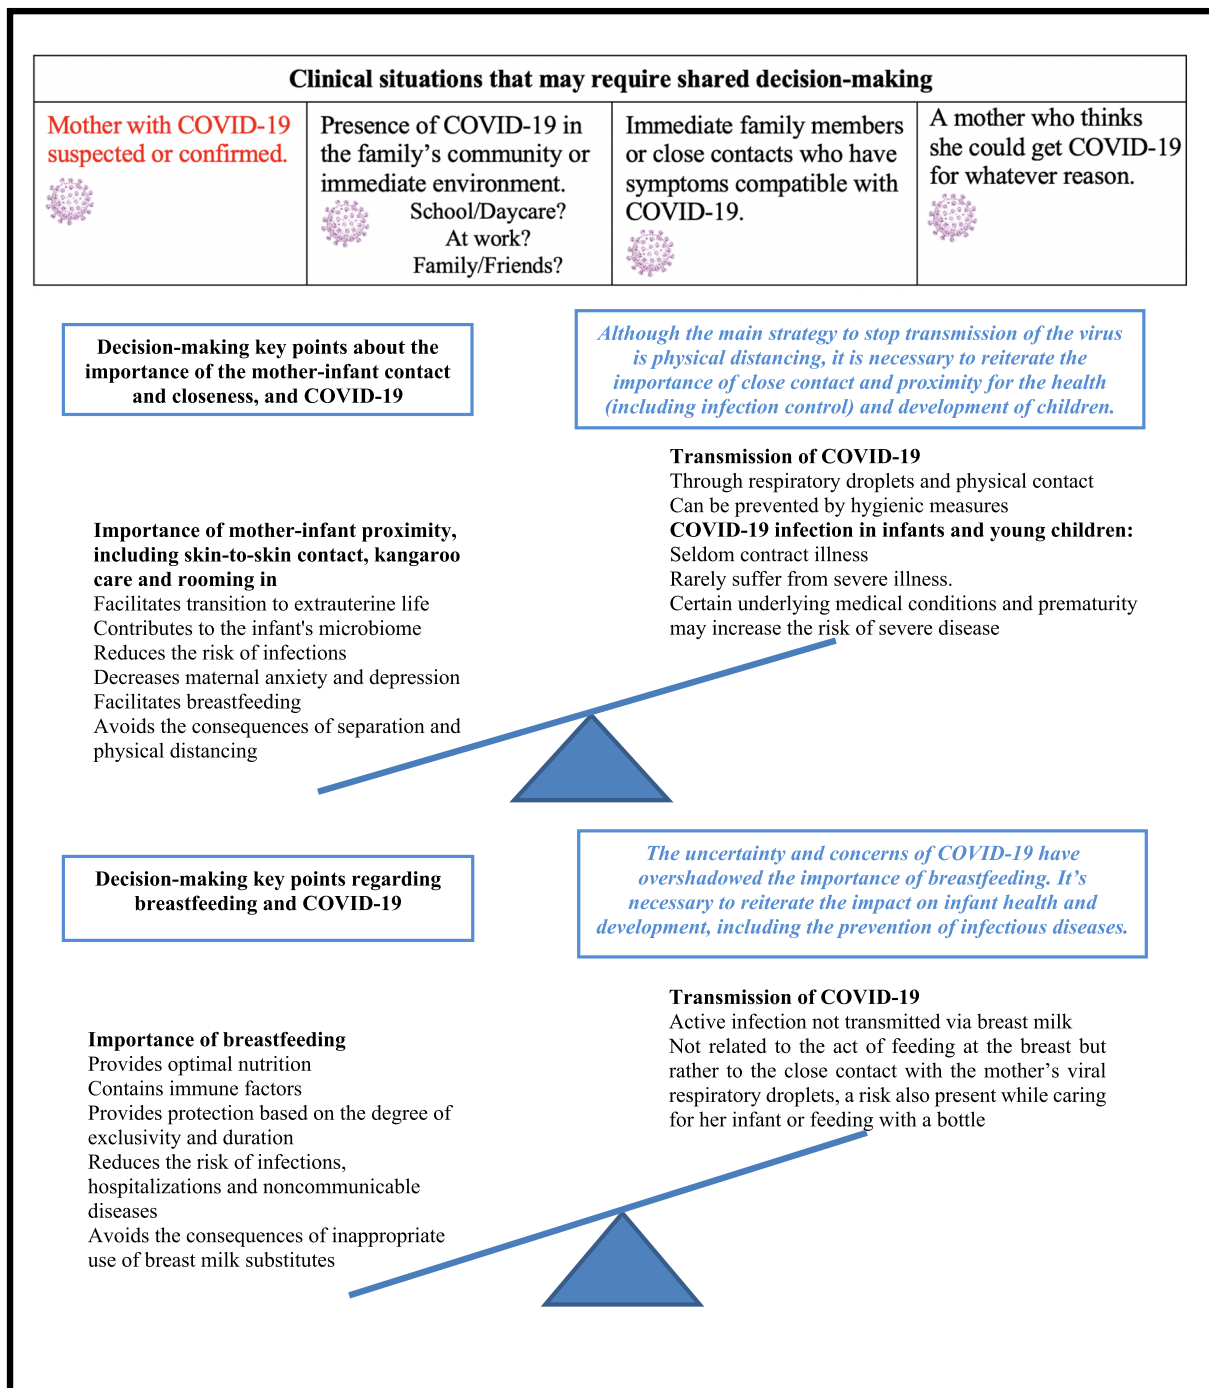 Clinical situations that may require shared decision-making
Mother with COVID-19
suspected or confirmed.
Presence of COVID-19 in
the family's community or
immediate environment.
School/Daycare?
At work?
Family/Friends?
Immediate family members
or close contacts who have
symptoms compatible with
COVID-19.
A mother who thinks
she could get COVID-19
for whatever reason.
Decision-making key points about the
importance of the mother-infant contact
and closeness, and COVID-19
Although the main strategy to stop transmission of the virus
is physical distancing, it is necessary to reiterate the
importance of close contact and proximity for the health
(including infection control) and development of children.
Importance of mother-infant proximity,
including skin-to-skin contact, kangaroo
care and rooming in
Facilitates transition to extrauterine life
Contributes to the infant's microbiome
Reduces the risk of infections
Decreases maternal anxiety and depression
Facilitates breastfeeding
Avoids the consequences of separation and
physical distancing
Transmission of COVID-19
Through respiratory droplets and physical contact
Can be prevented by hygienic measures
COVID-19 infection in infants and young children:
Seldom contract illness
Rarely suffer from severe illness.
Certain underlying medical conditions and prematurity
may increase the risk of severe disease
Decision-making key points regarding
breastfeeding and COVID-19
The uncertainty and concerns of COVID-19 have
overshadowed the importance of breastfeeding. It's
necessary to reiterate the impact on infant health and
development, including the prevention of infectious diseases.
Importance of breastfeeding
Provides optimal nutrition
Contains immune factors
Provides protection based on the degree of
exclusivity and duration
Reduces the risk of infections,
hospitalizations and noncommunicable
diseases
Avoids the consequences of inappropriate
use of breast milk substitutes
Transmission of COVID-19
Active infection not transmitted via breast milk
Not related to the act of feeding at the breast but
rather to the close contact with the mother's viral
respiratory droplets, a risk also present while caring
for her infant or feeding with a bottle